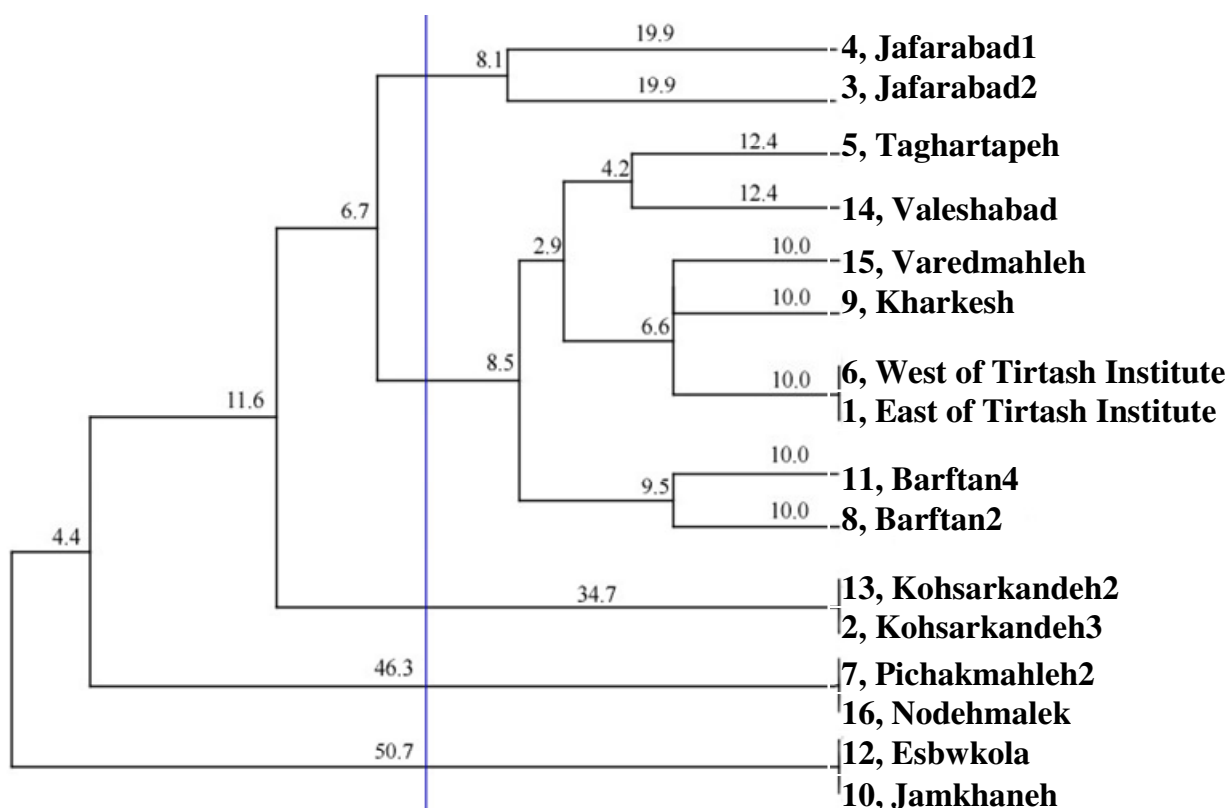 19.9
4, Jafarabad1
8.1
19.9
3, Jafarabad2
12.4
5, Taghartapeh
4.2
12.4
14, Valeshabad
6.7
2.9
10.0
15, Varedmahleh
10.0
9, Kharkesh
6.6
8.5
10.0
6, West of Tirtash Institute
1, East of Tirtash Institute
11.6
10.0
11, Barftan4
9.5
10.0
8, Barftan2
4.4
34.7
13, Kohsarkandeh2
2, Kohsarkandeh3
46.3
7, Pichakmahleh2
16, Nodehmalek
50.7
12, Esbwkola
10, Jamkhaneh